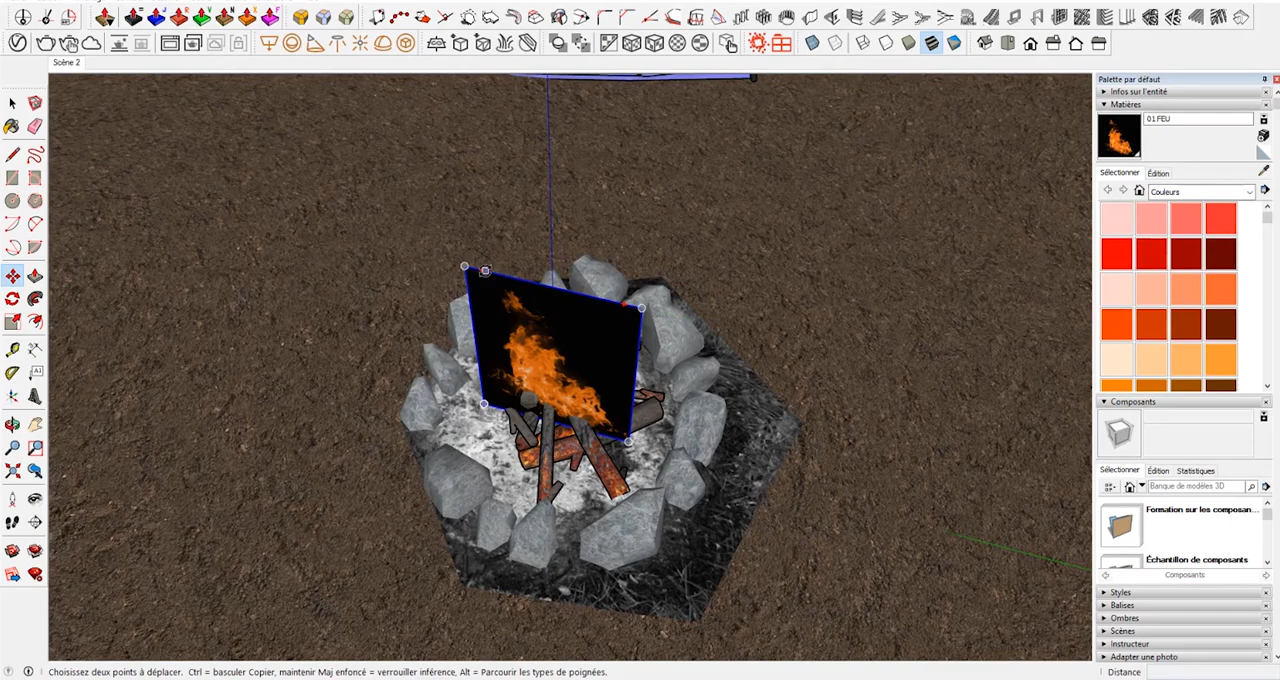 Scène 2
Palette par défaut
Infos sur l'entité
Matières
01 FEU
Sélectionner
Édition
Couleurs
Composants
Sélectionner
Édition
Statistiques
Banque de modèles 3D
Formation sur les composan...
Échantillon de composants
Composants
Styles
Balises
Ombres
Scènes
Instructeur
Adapter une photo
Choisissez deux points à déplacer. Ctrl = basculer Copier, maintenir Maj enfoncé = verrouiller inférence, Alt = Parcourir les types de poignées.
Distance